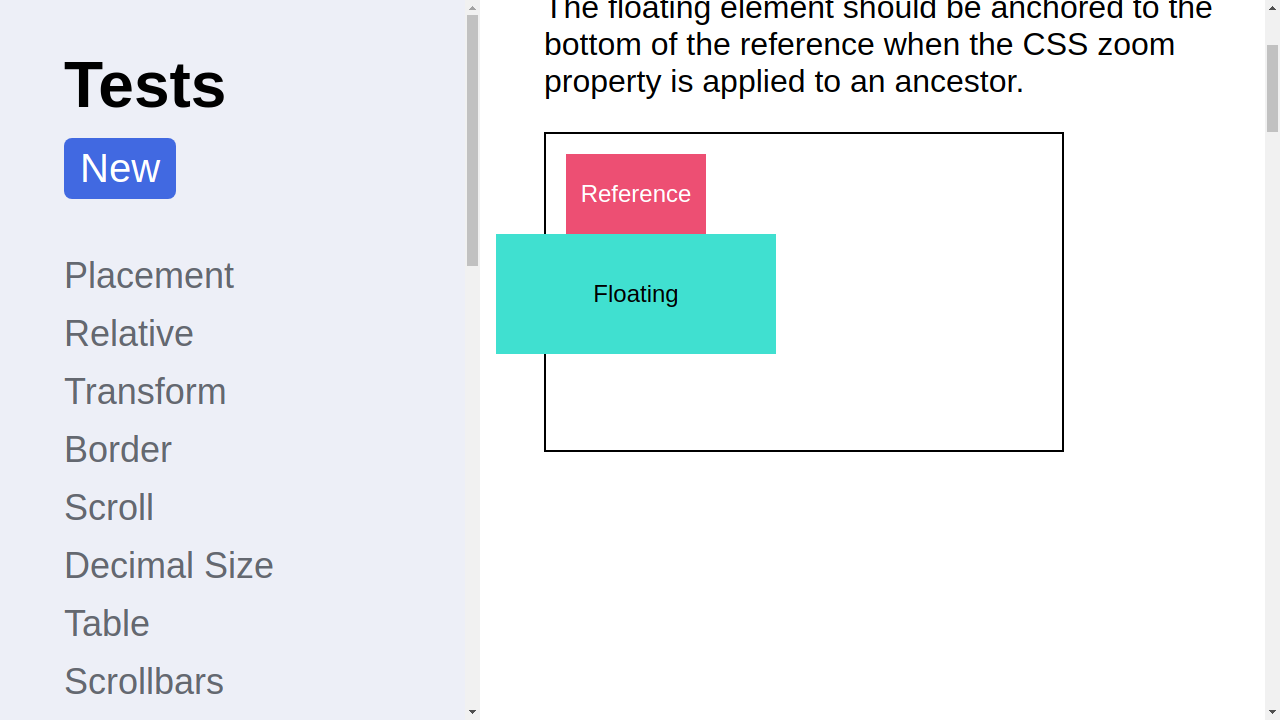 Tests
New
Placement
Relative
Transform
Border
Scroll
Decimal Size
Table
Scrollbars
The floating element should be anchored to the
bottom of the reference when the CSS zoom
property is applied to an ancestor.
Reference
Floating